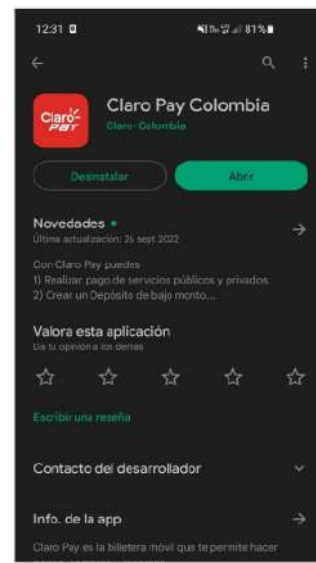 12:31
81%
Claro
Pay
Claro Pay Colombia
Claro - Colombia
Desinstalar
Abrir
Novedades
Última actualización: 26 sept 2022
Con Claro Pay puedes
1) Realizar pago de servicios públicos y privados.
2) Crear un Depósito de bajo monto....
Valora esta aplicación
Da tu opinión a los demás
Escribir una reseña
Contacto del desarrollador
Info. de la app
Claro Pay es la billetera móvil que te permite hacer